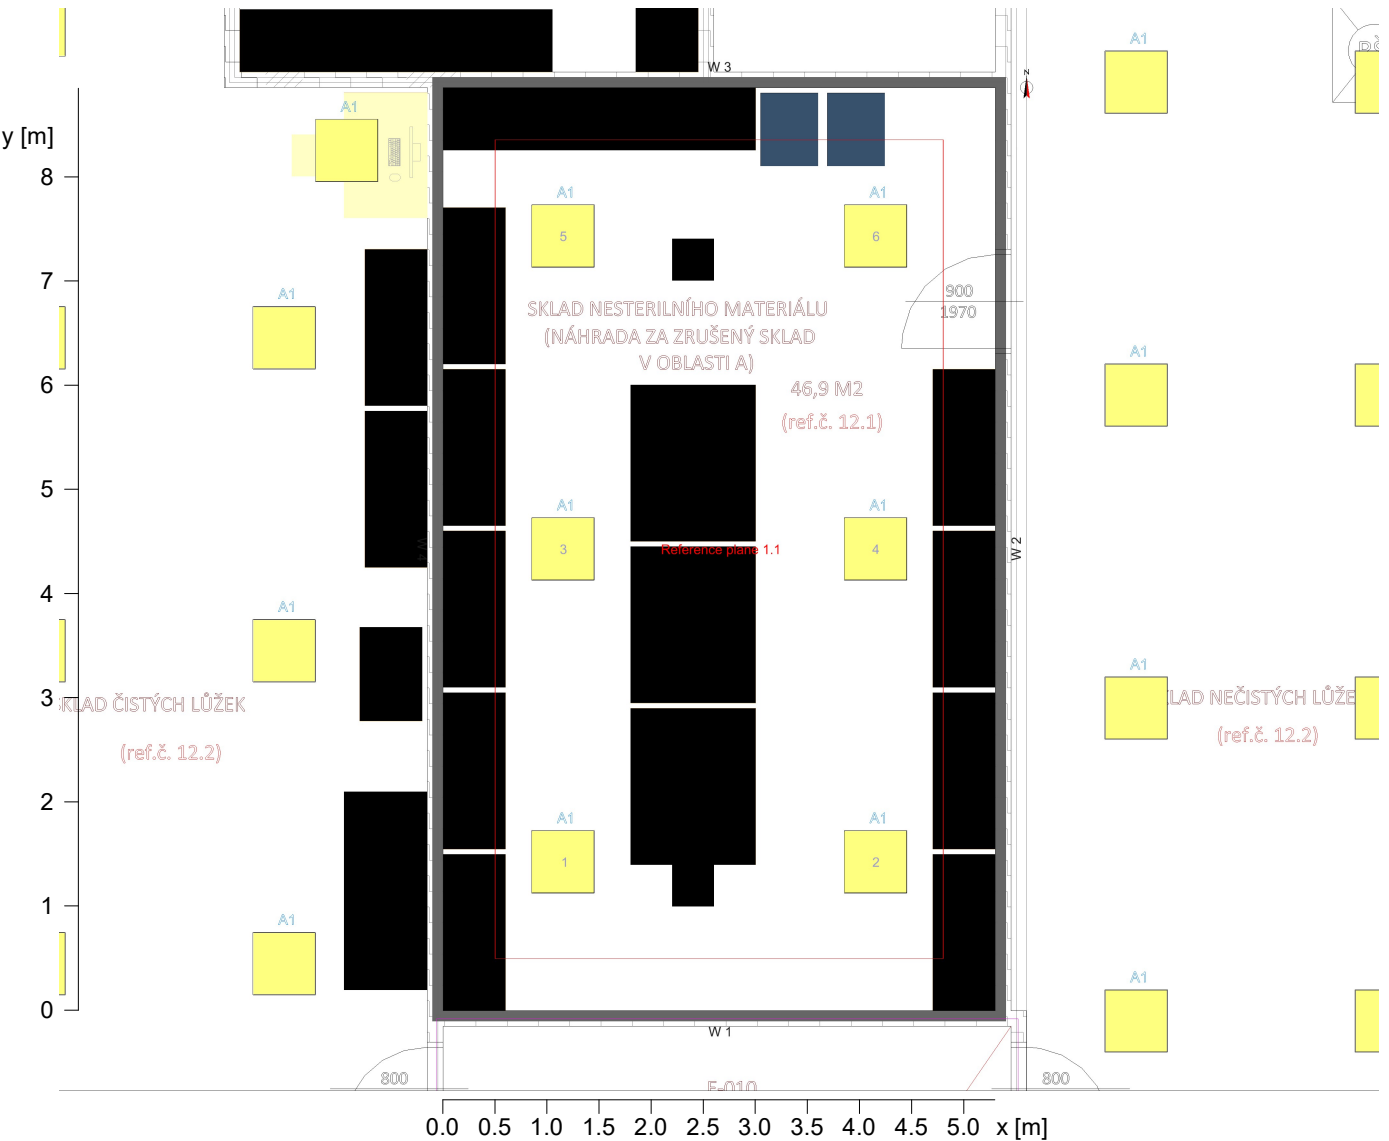 W 3
A1
A1
y [m]
8
A1
A1
5
6
7
A1
900
1970
SKLAD NESTERILNÍHO MATERIÁLU
(NÁHRADA ZA ZRUŠENÝ SKLAD
V OBLASTI A)
46,9 M2
(ref.č. 12.1)
A1
6
5
A1
A1
3
4
Reference plane 1.1
W 2
4
A1
A1
3
KLAD ČISTÝCH LŮŽEK
(ref.č. 12.2)
LAD NEČISTÝCH LŮŽE
(ref.č. 12.2)
2
A1
A1
1
2
1
A1
A1
0
W 1
800
800
E-010
0.0 0.5 1.0 1.5 2.0 2.5 3.0 3.5 4.0 4.5 5.0 x [m]